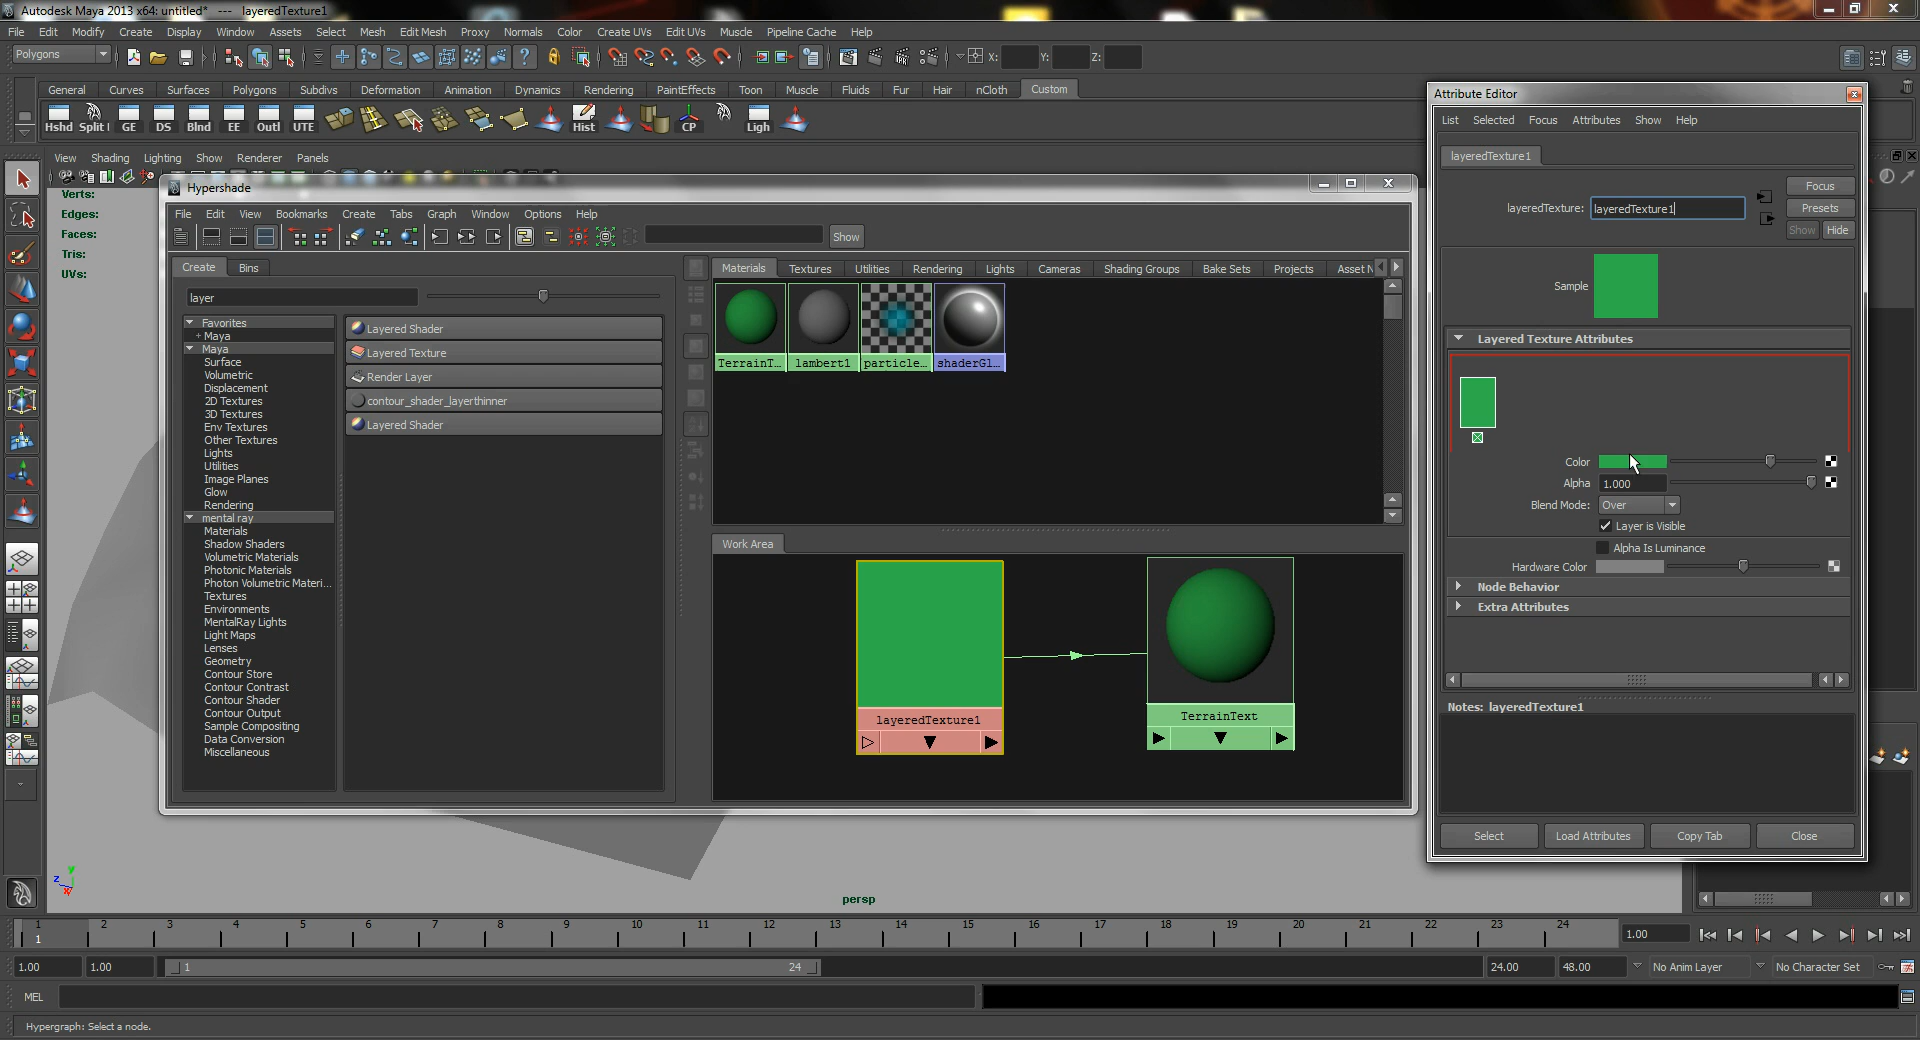 Autodesk Maya 2013 x64: untitled* --- layeredTexture1
File Edit Modify Create Display Window Assets Select Mesh Edit Mesh Proxy Normals Color Create UVs Edit UVs Muscle Pipeline Cache Help
Polygons X: Y: Z:
General Curves Surfaces Polygons Subdivs Deformation Animation Dynamics Rendering PaintEffects Toon Muscle Fluids Fur Hair nCloth Custom
Hshd Split GE DS Blnd EE Outl UTE Hist CP Ligh
View Shading Lighting Show Renderer Panels
Verts:
Edges:
Faces:
Tris:
UVs:
Hypershade
File Edit View Bookmarks Create Tabs Graph Window Options Help
Show
Create Bins
layer
Favorites
+ Maya
Maya
Surface
Volumetric
Displacement
2D Textures
3D Textures
Env Textures
Other Textures
Lights
Utilities
Image Planes
Glow
Rendering
mental ray
Materials
Shadow Shaders
Volumetric Materials
Photonic Materials
Photon Volumetric Materi...
Textures
Environments
MentalRay Lights
Light Maps
Lenses
Geometry
Contour Store
Contour Contrast
Contour Shader
Contour Output
Sample Compositing
Data Conversion
Miscellaneous
Layered Shader
Layered Texture
Render Layer
contour_shader_layerthinner
Layered Shader
Materials Textures Utilities Rendering Lights Cameras Shading Groups Bake Sets Projects Asset N
TerrainT... lambert1 particle... shaderGl...
Work Area
layeredTexture1
TerrainText
Attribute Editor
List Selected Focus Attributes Show Help
layeredTexture1
layeredTexture: layeredTexture1
Focus
Presets
Show Hide
Sample
Layered Texture Attributes
Color
Alpha 1.000
Blend Mode: Over
Layer is Visible
Alpha Is Luminance
Hardware Color
Node Behavior
Extra Attributes
Notes: layeredTexture1
Select Load Attributes Copy Tab Close
y
z
x
persp
1 2 3 4 5 6 7 8 9 10 11 12 13 14 15 16 17 18 19 20 21 22 23 24
1 1.00
1.00 1.00 1 24 24.00 48.00 No Anim Layer No Character Set
MEL
Hypergraph: Select a node.